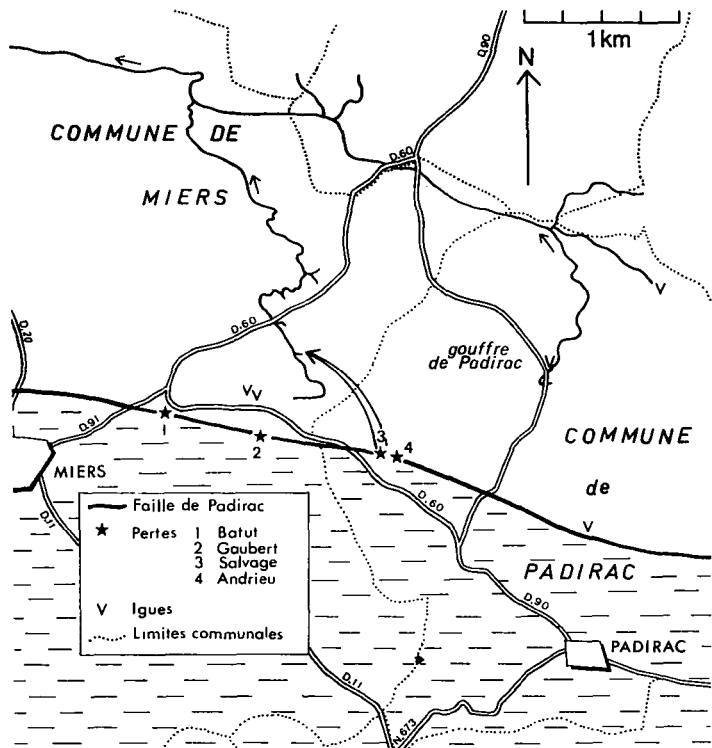 1km
D.90
N
COMMUNE DE
MIERS
D.60
D.60
D.20
gouffre
de Padirac
V
V V
V
D.91
1
2
3
4
MIERS
D.11
COMMUNE
de
PADIRAC
V
D.60
D.90
PADIRAC
D.11
N.673
Faille de Padirac
Pertes 1 Batut
2 Gaubert
3 Salvage
4 Andrieu
V Igues
Limites communales